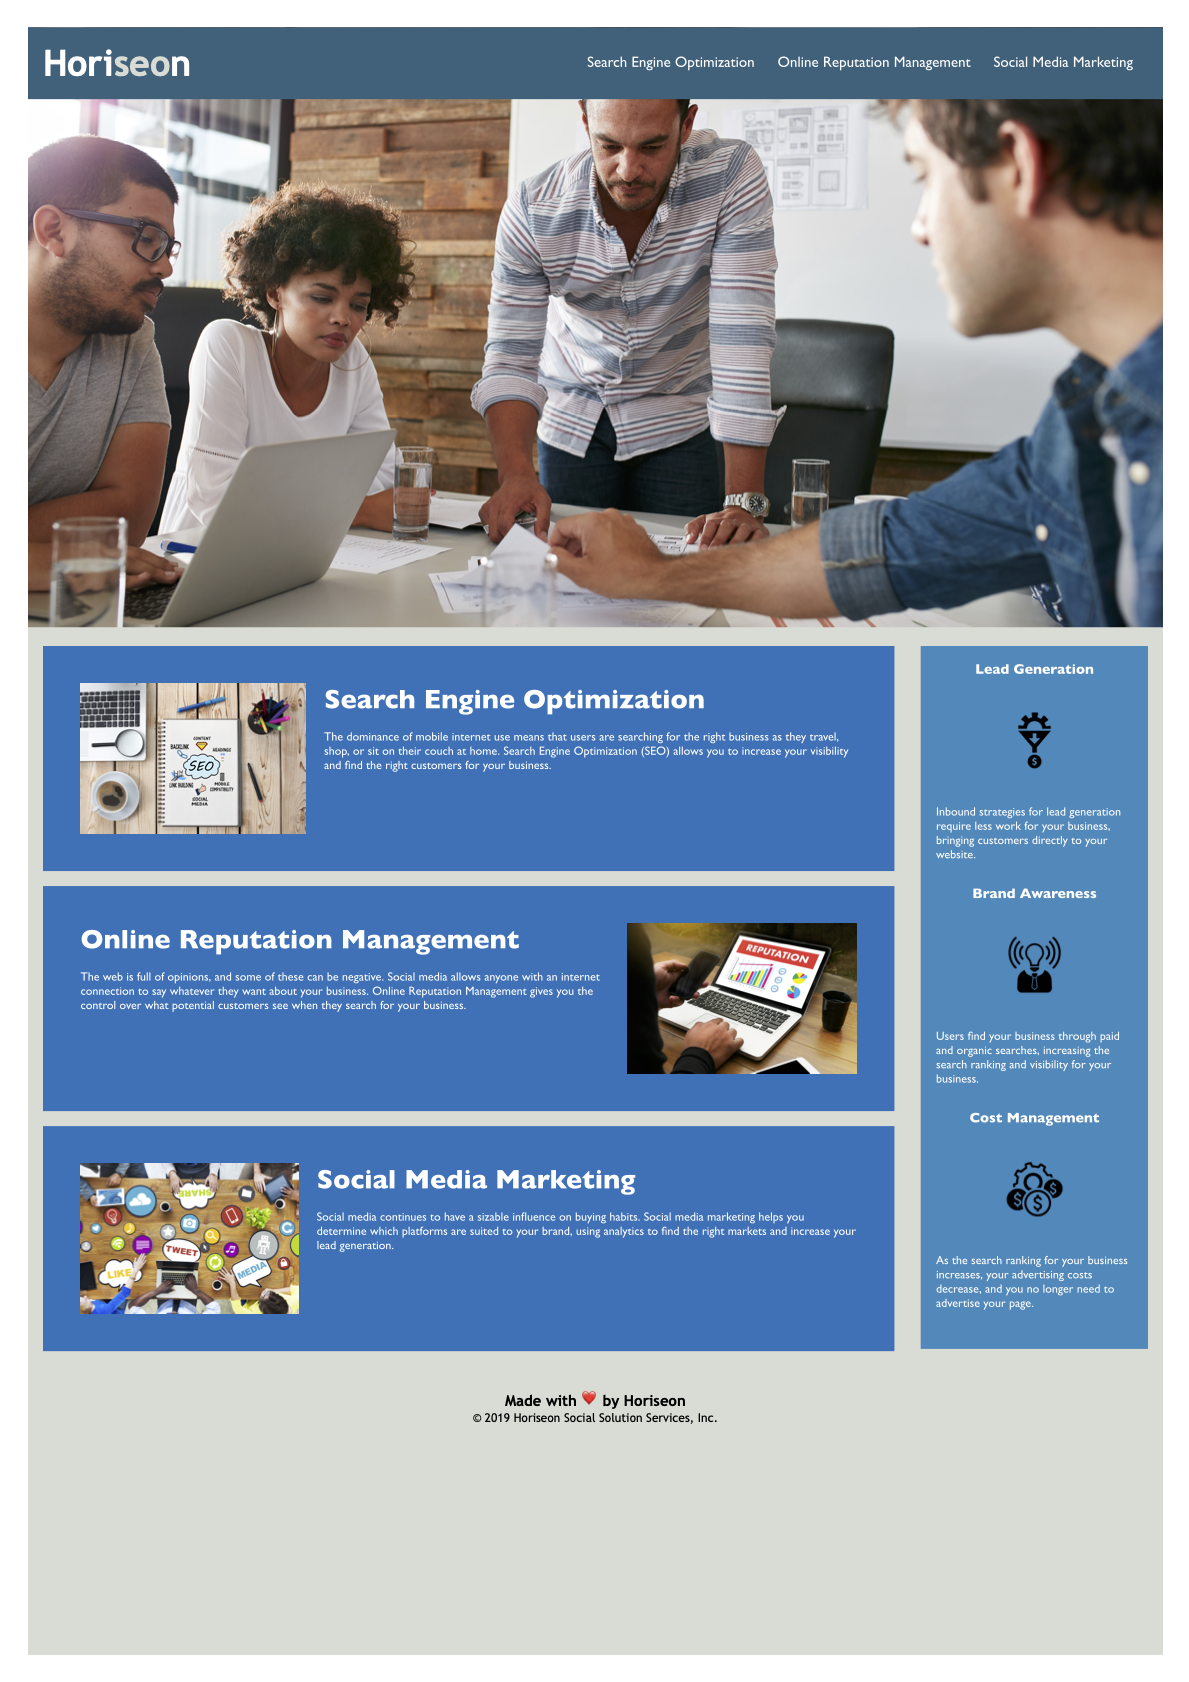 Horiseon
Search Engine Optimization
Online Reputation Management
Social Media Marketing
Search Engine Optimization
The dominance of mobile internet use means that users are searching for the right business as they travel,
shop, or sit on their couch at home. Search Engine Optimization (SEO) allows you to increase your visibility
and find the right customers for your business.
CONTENT
BACKLINK
HEADINGS
SEO
LINK BUILDING
MOBILE
COMPATIBILITY
SOCIAL
MEDIA
Online Reputation Management
The web is full of opinions, and some of these can be negative. Social media allows anyone with an internet
connection to say whatever they want about your business. Online Reputation Management gives you the
control over what potential customers see when they search for your business.
REPUTATION
Social Media Marketing
Social media continues to have a sizable influence on buying habits. Social media marketing helps you
determine which platforms are suited to your brand, using analytics to find the right markets and increase your
lead generation.
SHARE
TWEET
LIKE
MEDIA
Lead Generation
$
Inbound strategies for lead generation
require less work for your business,
bringing customers directly to your
website.
Brand Awareness
Users find your business through paid
and organic searches, increasing the
search ranking and visibility for your
business.
Cost Management
$ $ $
As the search ranking for your business
increases, your advertising costs
decrease, and you no longer need to
advertise your page.
Made with ❤️ by Horiseon
© 2019 Horiseon Social Solution Services, Inc.